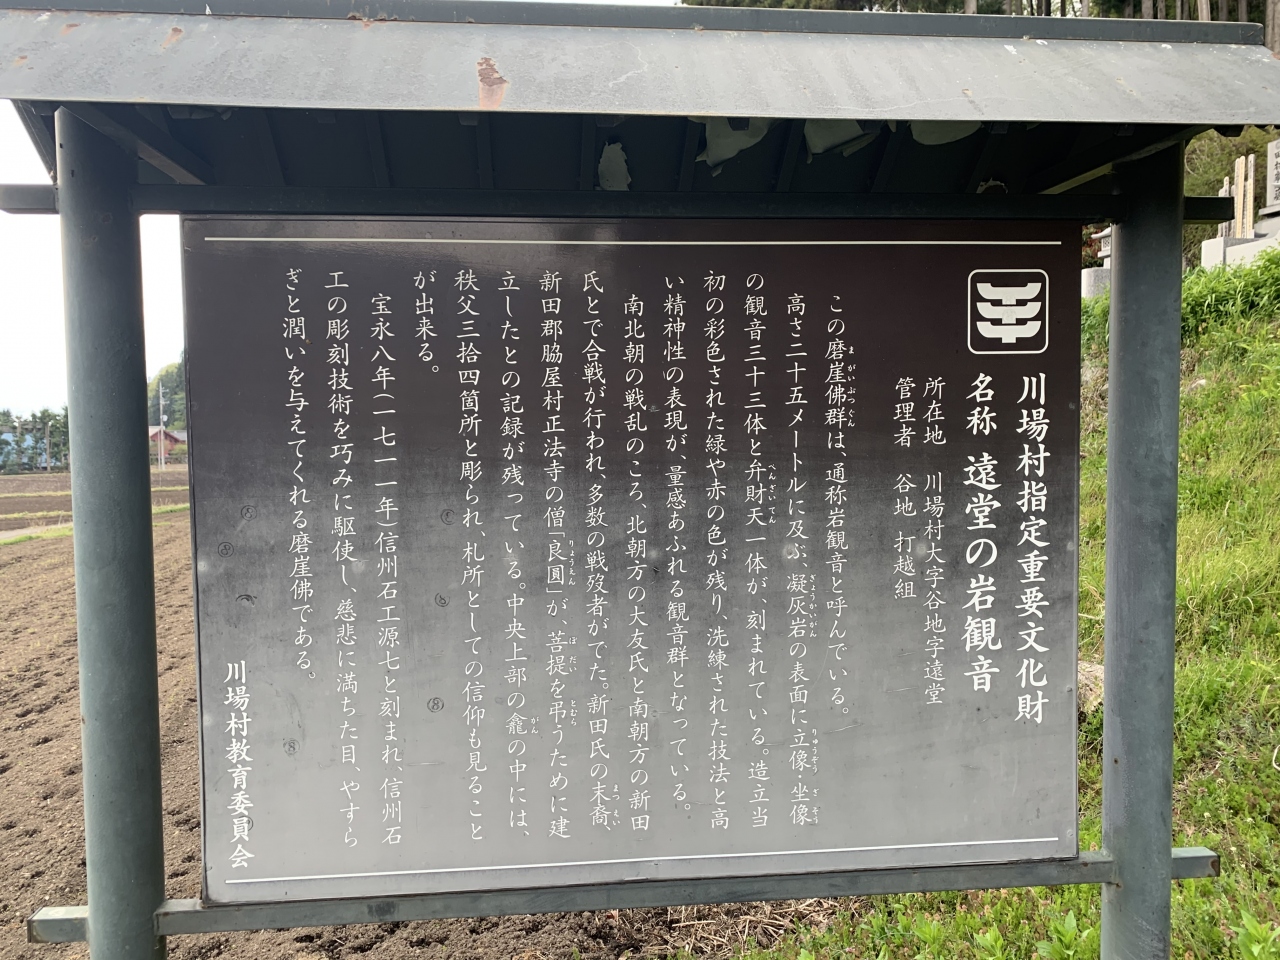 川場村指定重要文化財
名称 遠堂の岩観音
所在地 川場村大字谷地字遠堂
管理者 谷地 打越組
この磨崖佛群は、通称岩観音と呼んでいる。
高さ二十五メートルに及ぶ、凝灰岩の表面に立像・坐像
の観音三十三体と弁財天一体が、刻まれている。造立当
初の彩色された緑や赤の色が残り、洗練された技法と高
い精神性の表現が、量感あふれる観音群となっている。
南北朝の戦乱のころ、北朝方の大友氏と南朝方の新田
氏とで合戦が行われ、多数の戦歿者がでた。新田氏の末裔、
新田郡脇屋村正法寺の僧「良圓」が、菩提を弔うために建
立したとの記録が残っている。中央上部の龕の中には、
秩父三拾四箇所と彫られ、札所としての信仰も見ること
が出来る。
宝永八年(一七一一年)信州石工源七と刻まれ、信州石
工の彫刻技術を巧みに駆使し、慈悲に満ちた目、やすら
ぎと潤いを与えてくれる磨崖佛である。
川場村教育委員会